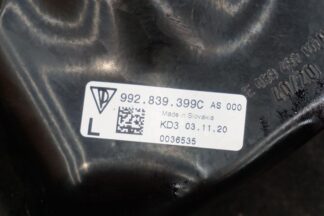 992.839.399C AS 000
Made in Slovakia
KD3 03.11.20
L
0036535